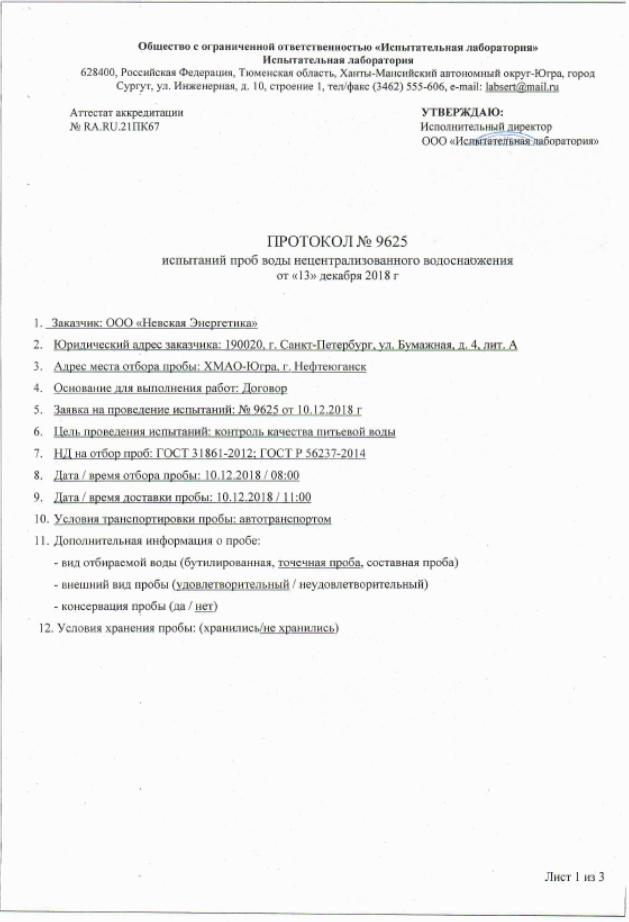 Общество с ограниченной ответственностью «Испытательная лаборатория»
Испытательная лаборатория
628400, Российская Федерация, Тюменская область, Ханты-Мансийский автономный округ-Югра, город
Сургут, ул. Инженерная, д. 10, строение 1, тел/факс (3462) 555-606, e-mail: labsert@mail.ru
Аттестат аккредитации
№ RA.RU.21ПК67
УТВЕРЖДАЮ:
Исполнительный директор
ООО «Испытательная лаборатория»
ПРОТОКОЛ № 9625
испытаний проб воды нецентрализованного водоснабжения
от «13» декабря 2018 г
1. Заказчик: ООО «Невская Энергетика»
2. Юридический адрес заказчика: 190020, г. Санкт-Петербург, ул. Бумажная, д. 4, лит. А
3. Адрес места отбора пробы: ХМАО-Югра, г. Нефтеюганск
4. Основание для выполнения работ: Договор
5. Заявка на проведение испытаний: № 9625 от 10.12.2018 г
6. Цель проведения испытаний: контроль качества питьевой воды
7. НД на отбор проб: ГОСТ 31861-2012; ГОСТ Р 56237-2014
8. Дата / время отбора пробы: 10.12.2018 / 08:00
9. Дата / время доставки пробы: 10.12.2018 / 11:00
10. Условия транспортировки пробы: автотранспортом
11. Дополнительная информация о пробе:
- вид отбираемой воды (бутилированная, точечная проба, составная проба)
- внешний вид пробы (удовлетворительный / неудовлетворительный)
- консервация пробы (да / нет)
12. Условия хранения пробы: (хранились/не хранились)
Лист 1 из 3